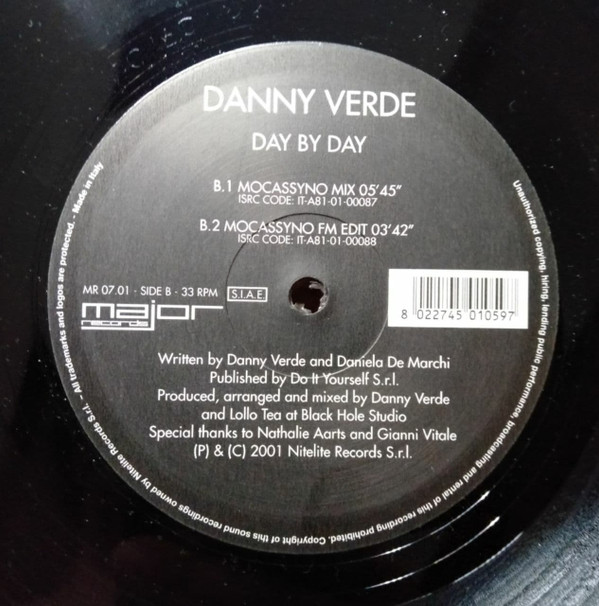 DANNY VERDE
DAY BY DAY
B.1 MOCASSYNO MIX 05'45"
ISRC CODE: IT-A81-01-00087
B.2 MOCASSYNO FM EDIT 03'42"
ISRC CODE: IT-A81-01-00088
MR 07.01 - SIDE B - 33 RPM S.I.A.E.
major
records
8 022745 010597
Written by Danny Verde and Daniela De Marchi
Published by Do It Yourself S.r.l.
Produced, arranged and mixed by Danny Verde
and Lollo Tea at Black Hole Studio
Special thanks to Nathalie Aarts and Gianni Vitale
(P) & (C) 2001 Nitelite Records S.r.l.
Unauthorized copying, hiring, lending public performance, broadcasting and rental of this recording prohibited. Copyright of this sound recordings owned by Nitelite Records S.r.l. - All trademarks and logos are protected. - Made in Italy